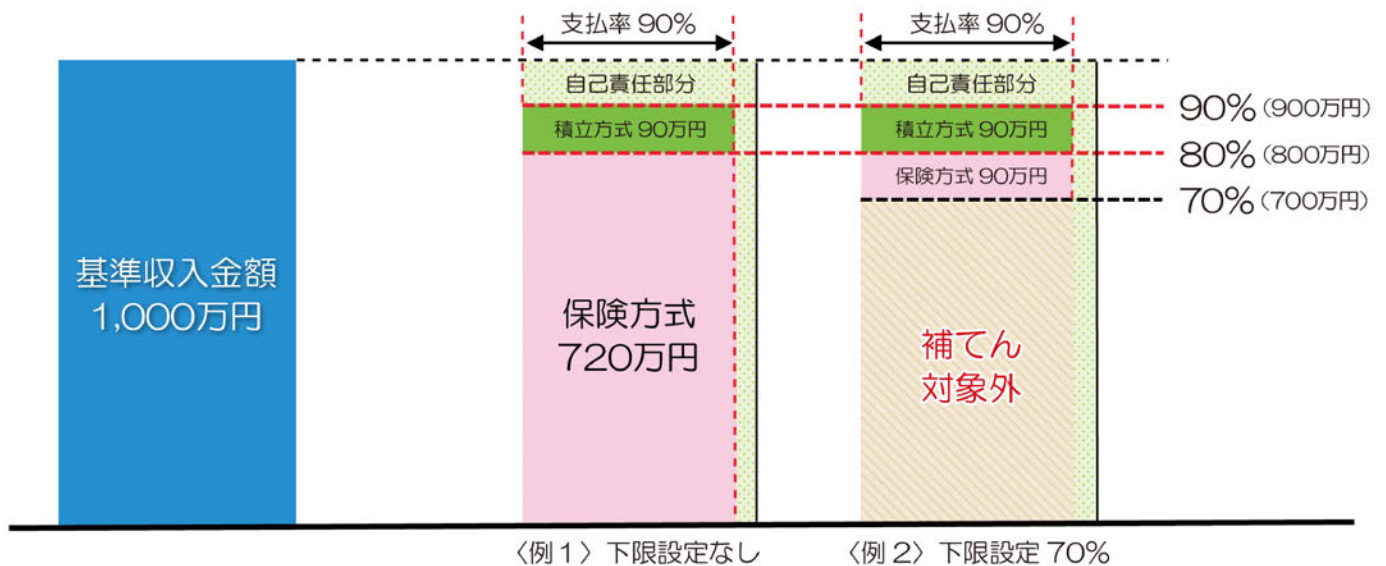 支払率 90%
支払率 90%
自己責任部分
自己責任部分
90%(900万円)
積立方式 90万円
積立方式 90万円
80%(800万円)
保険方式 90万円
70%(700万円)
基準収入金額
1,000万円
保険方式
720万円
補てん
対象外
〈例1〉下限設定なし
〈例2〉下限設定 70%